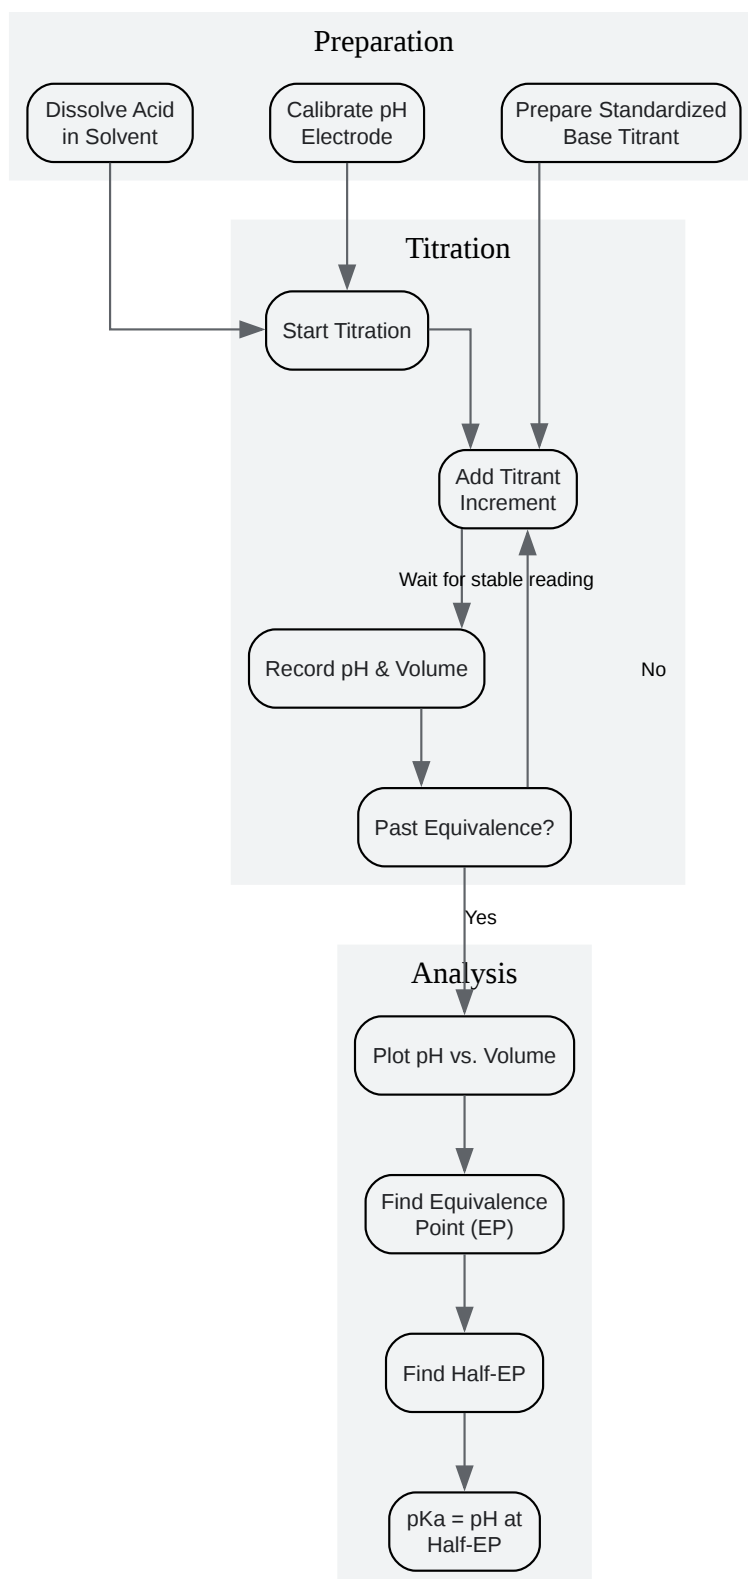 Preparation
Dissolve Acid
in Solvent
Calibrate pH
Electrode
Prepare Standardized
Base Titrant
Titration
Start Titration
Add Titrant
Increment
Wait for stable reading
Record pH & Volume
No
Past Equivalence?
Yes
Analysis
Plot pH vs. Volume
Find Equivalence
Point (EP)
Find Half-EP
pKa = pH at
Half-EP